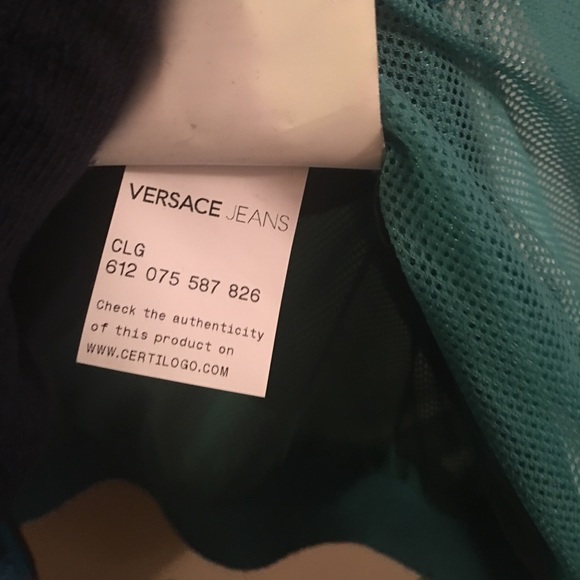 VERSACE JEANS
CLG
612 075 587 826
Check the authenticity
of this product on
WWW.CERTILOGO.COM